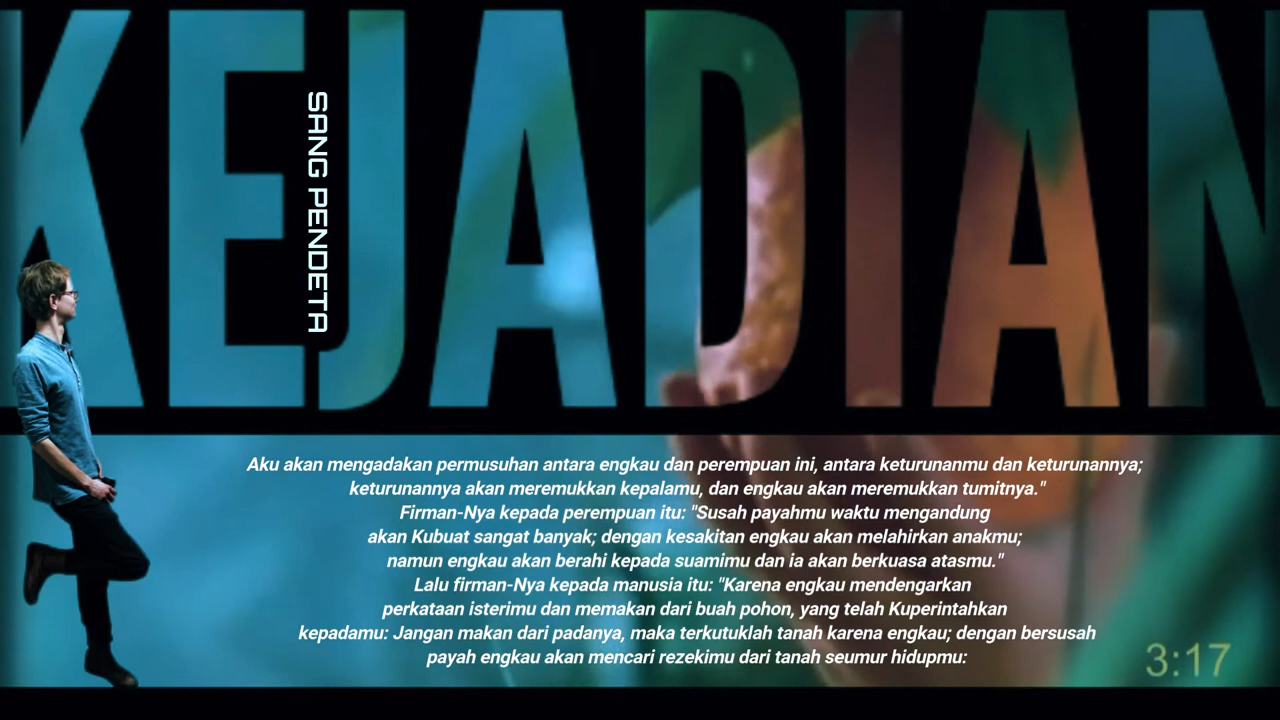 KEJADIAN
SANG PENDETA
Aku akan mengadakan permusuhan antara engkau dan perempuan ini, antara keturunanmu dan keturunannya;
keturunannya akan meremukkan kepalamu, dan engkau akan meremukkan tumitnya."
Firman-Nya kepada perempuan itu: "Susah payahmu waktu mengandung
akan Kubuat sangat banyak; dengan kesakitan engkau akan melahirkan anakmu;
namun engkau akan berahi kepada suamimu dan ia akan berkuasa atasmu."
Lalu firman-Nya kepada manusia itu: "Karena engkau mendengarkan
perkataan isterimu dan memakan dari buah pohon, yang telah Kuperintahkan
kepadamu: Jangan makan dari padanya, maka terkutuklah tanah karena engkau; dengan bersusah
payah engkau akan mencari rezekimu dari tanah seumur hidupmu:
3:17